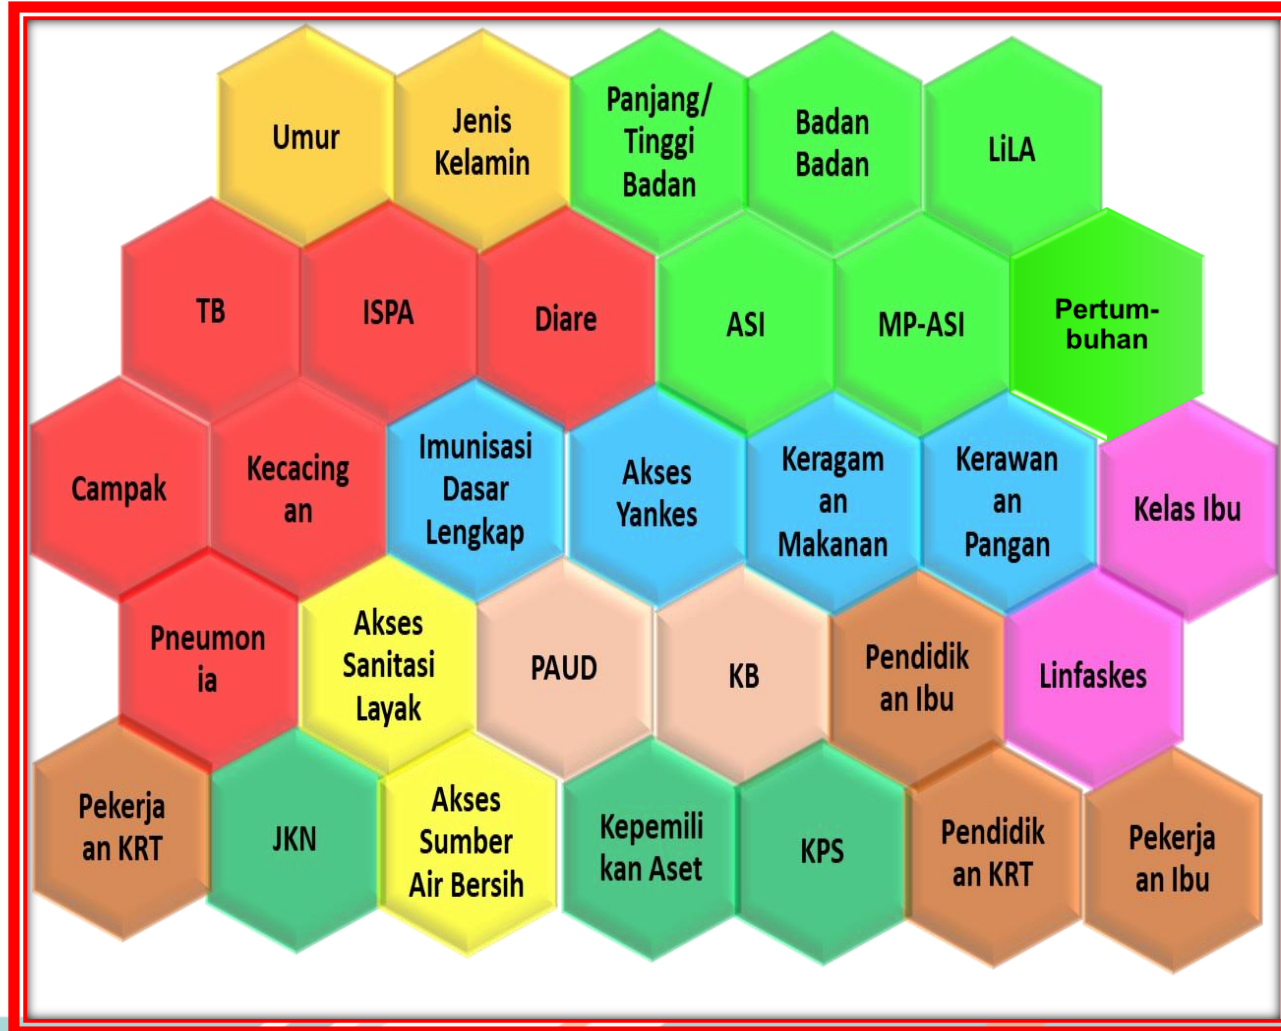 Umur
Jenis
Kelamin
Panjang/
Tinggi
Badan
Badan
Badan
LiLA
TB
ISPA
Diare
ASI
MP-ASI
Pertum-
buhan
Campak
Kecacing
an
Imunisasi
Dasar
Lengkap
Akses
Yankes
Keragam
an
Makanan
Kerawan
an
Pangan
Kelas Ibu
Pneumon
ia
Akses
Sanitasi
Layak
PAUD
KB
Pendidik
an Ibu
Linfaskes
Pekerja
an KRT
JKN
Akses
Sumber
Air Bersih
Kepemili
kan Aset
KPS
Pendidik
an KRT
Pekerja
an Ibu